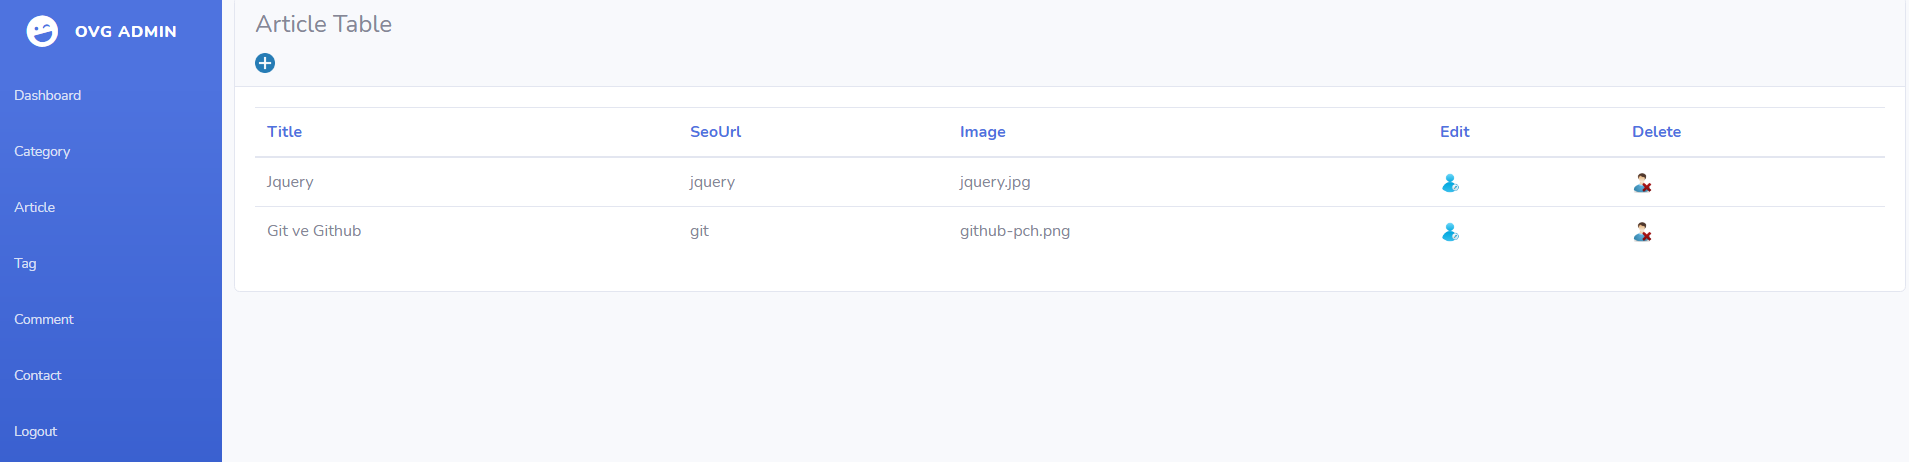 OVG ADMIN
Dashboard
Category
Article
Tag
Comment
Contact
Logout
Article Table
Title SeoUrl Image Edit Delete
Jquery jquery jquery.jpg
Git ve Github git github-pch.png